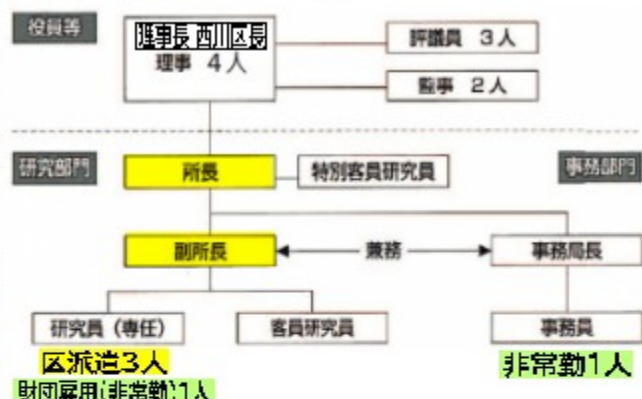 役員等
理事長 西川区長
理事 4人
評議員 3人
監事 2人
研究部門
事務部門
所長
特別客員研究員
副所長
兼務
事務局長
研究員（専任）
客員研究員
事務員
区派遣3人
非常勤1人
財団雇用(非常勤)1人